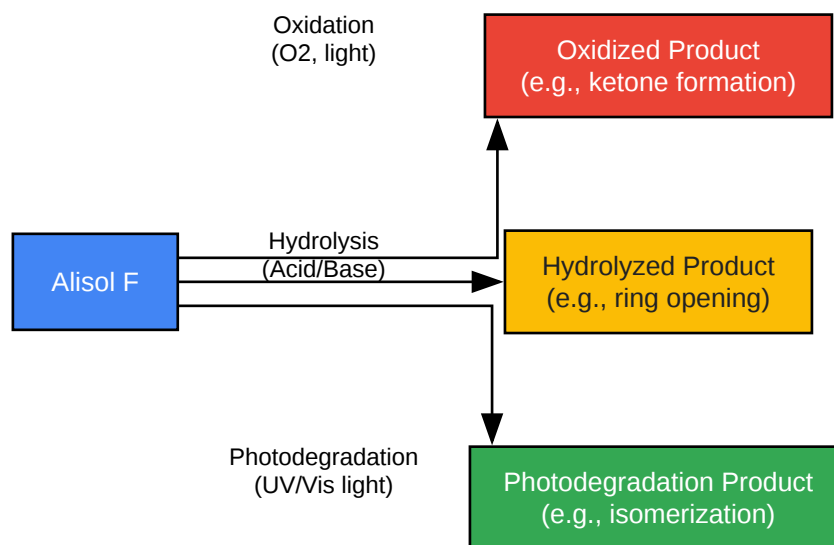 Oxidation
(O2, light)
Oxidized Product
(e.g., ketone formation)
Alisol F
Hydrolysis
(Acid/Base)
Hydrolyzed Product
(e.g., ring opening)
Photodegradation
(UV/Vis light)
Photodegradation Product
(e.g., isomerization)